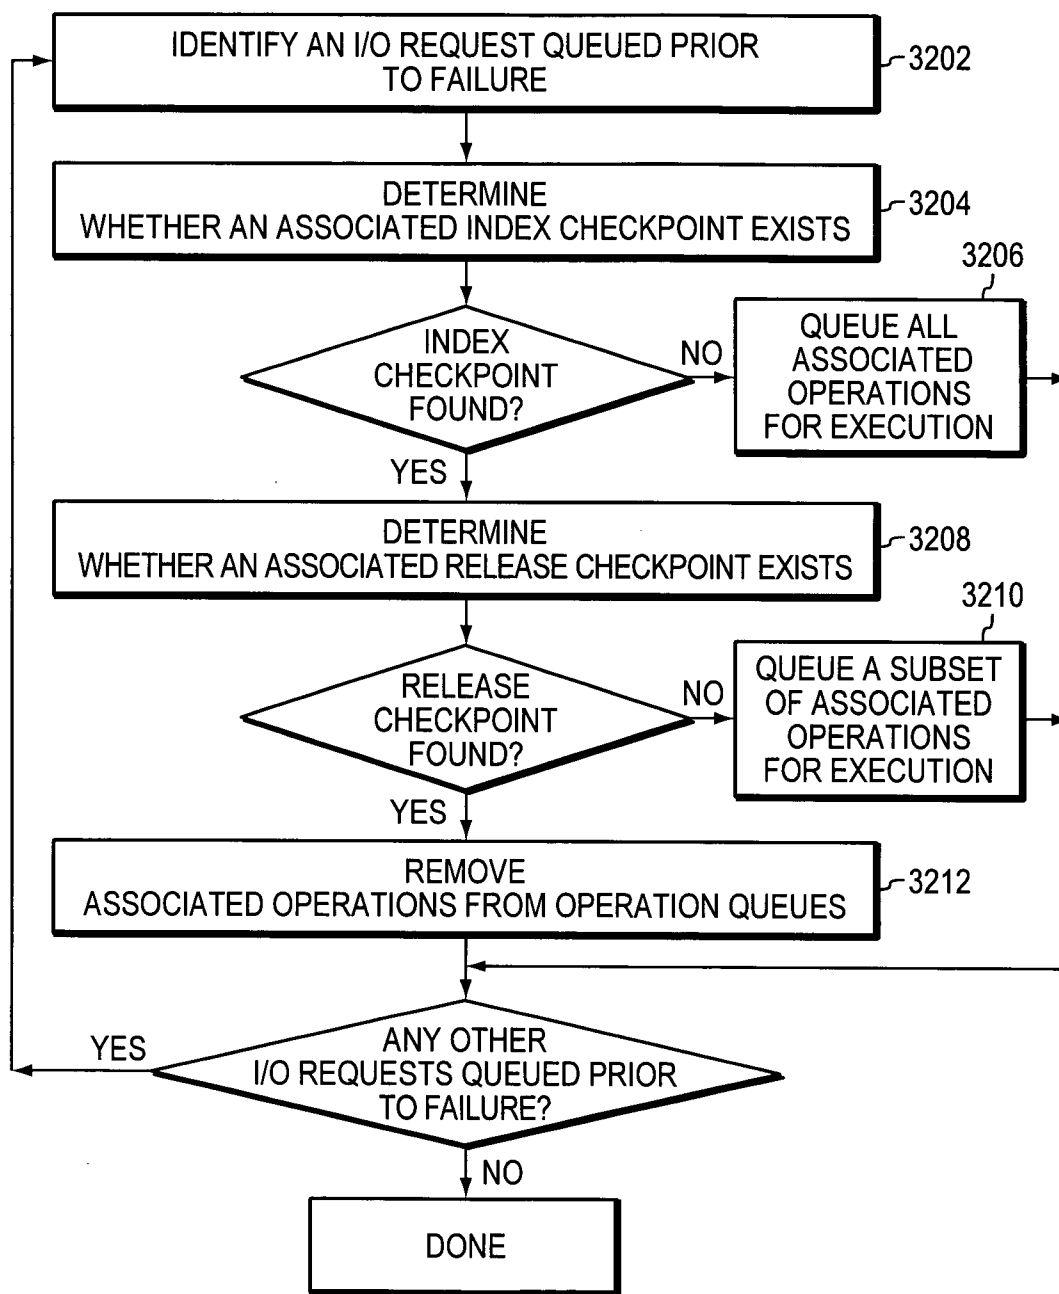 IDENTIFY AN I/O REQUEST QUEUED PRIOR
TO FAILURE
3202
DETERMINE
WHETHER AN ASSOCIATED INDEX CHECKPOINT EXISTS
3204
3206
INDEX
CHECKPOINT
FOUND?
NO
QUEUE ALL
ASSOCIATED
OPERATIONS
FOR EXECUTION
YES
DETERMINE
WHETHER AN ASSOCIATED RELEASE CHECKPOINT EXISTS
3208
3210
RELEASE
CHECKPOINT
FOUND?
NO
QUEUE A SUBSET
OF ASSOCIATED
OPERATIONS
FOR EXECUTION
YES
REMOVE
ASSOCIATED OPERATIONS FROM OPERATION QUEUES
3212
YES
ANY OTHER
I/O REQUESTS QUEUED PRIOR
TO FAILURE?
NO
DONE